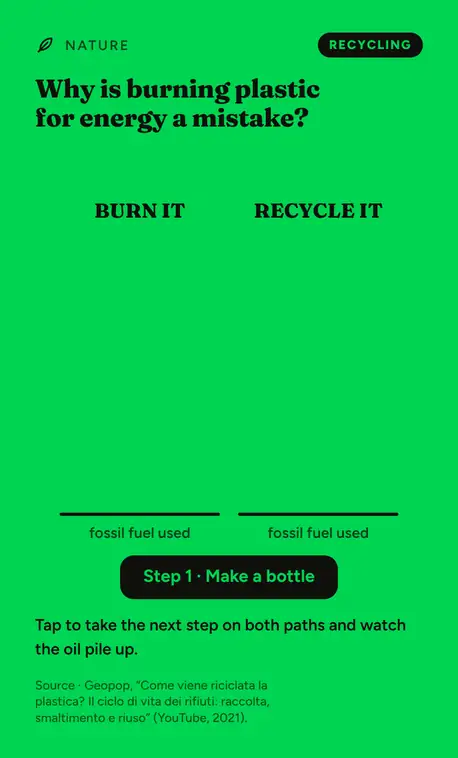 NATURE
RECYCLING
Why is burning plastic
for energy a mistake?
BURN IT
RECYCLE IT
fossil fuel used
fossil fuel used
Step 1 · Make a bottle
Tap to take the next step on both paths and watch
the oil pile up.
Source · Geopop, “Come viene riciclata la
plastica? Il ciclo di vita dei rifiuti: raccolta,
smaltimento e riuso” (YouTube, 2021).